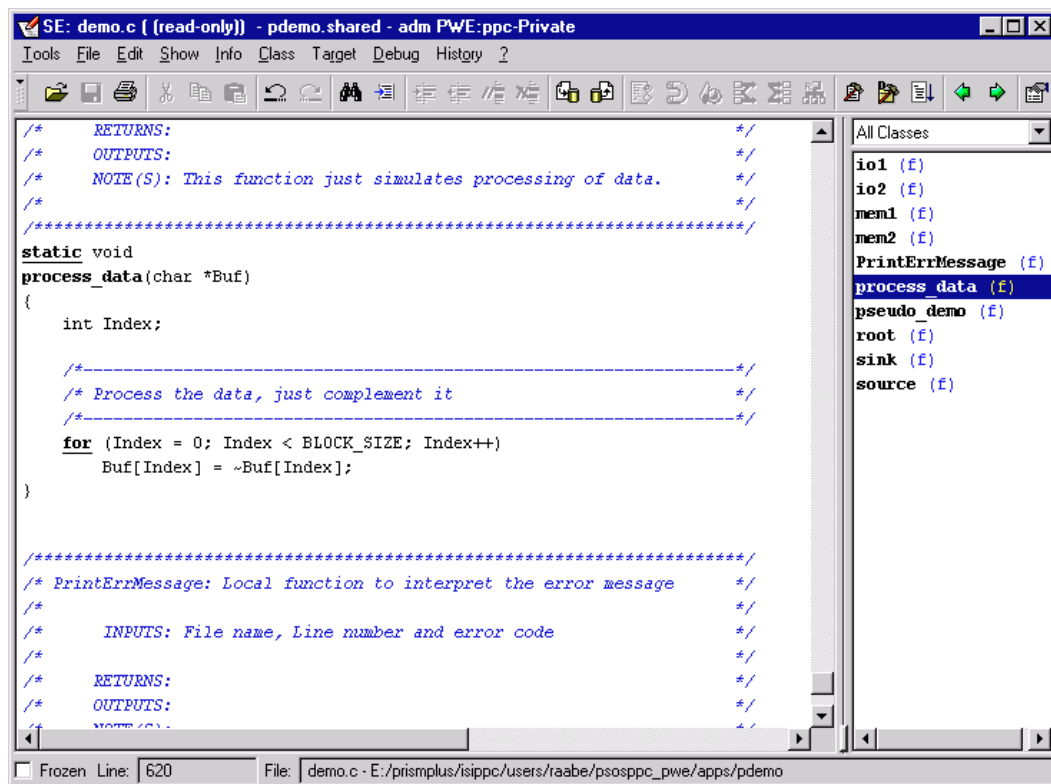 SE: demo.c ( (read-only))  - pdemo.shared - adm PWE:ppc-Private
Tools File Edit Show Info Class Target Debug History ?
/*      RETURNS:                                                        */
/*      OUTPUTS:                                                        */
/*      NOTE(S): This function just simulates processing of data.       */
/*                                                                      */
/***********************************************************************/
static void
process_data(char *Buf)
{
    int Index;
    /*-----------------------------------------------------------------*/
    /* Process the data, just complement it                            */
    /*-----------------------------------------------------------------*/
    for (Index = 0; Index < BLOCK_SIZE; Index++)
        Buf[Index] = ~Buf[Index];
}
/***********************************************************************/
/* PrintErrMessage: Local function to interpret the error message      */
/*                                                                     */
/*       INPUTS: File name, Line number and error code                 */
/*                                                                     */
/*      RETURNS:                                                       */
/*      OUTPUTS:                                                       */
/*      NOTE(S):                                                       */
All Classes
io1 (f)
io2 (f)
mem1 (f)
mem2 (f)
PrintErrMessage (f)
process_data (f)
pseudo_demo (f)
root (f)
sink (f)
source (f)
Frozen Line: 620 File: demo.c - E:/prismplus/isippc/users/raabe/psosppc_pwe/apps/pdemo